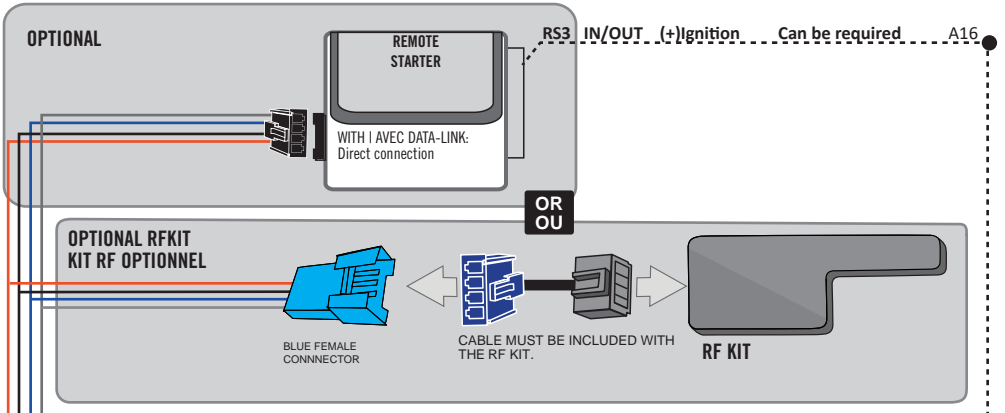 OPTIONAL
REMOTE
STARTER
RS3 IN/OUT (+)Ignition Can be required A16
WITH | AVEC DATA-LINK:
Direct connection
OR
OU
OPTIONAL RFKIT
KIT RF OPTIONNEL
BLUE FEMALE
CONNNECTOR
CABLE MUST BE INCLUDED WITH
THE RF KIT.
RF KIT